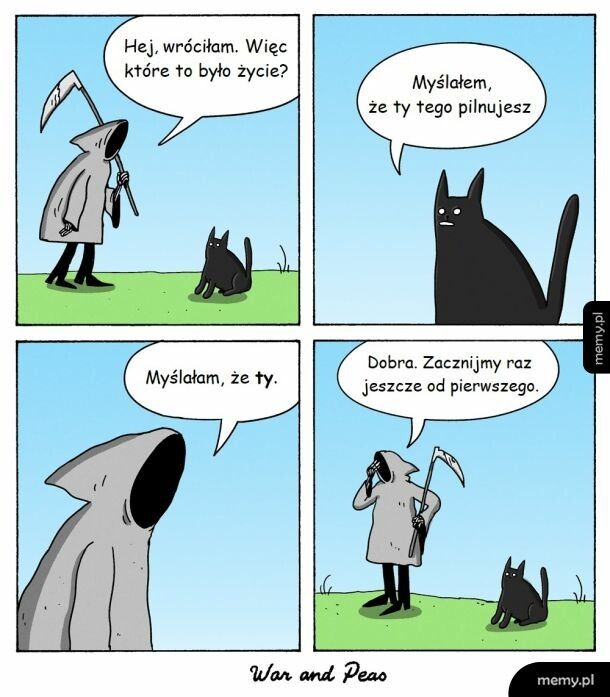 Hej, wróciłam. Więc
które to było życie?
Myślałem,
że ty tego pilnujesz
memy.pl
Myślałam, że ty.
Dobra. Zacznijmy raz
jeszcze od pierwszego.
War and Peas
memy.pl